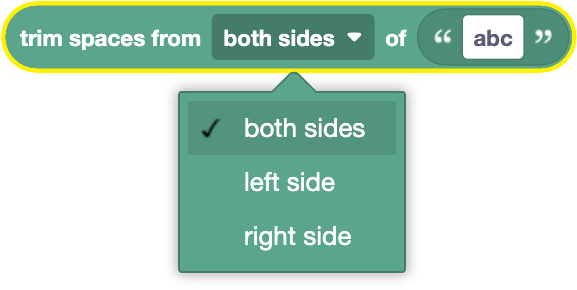 trim spaces from both sides of “ abc ”
both sides
left side
right side